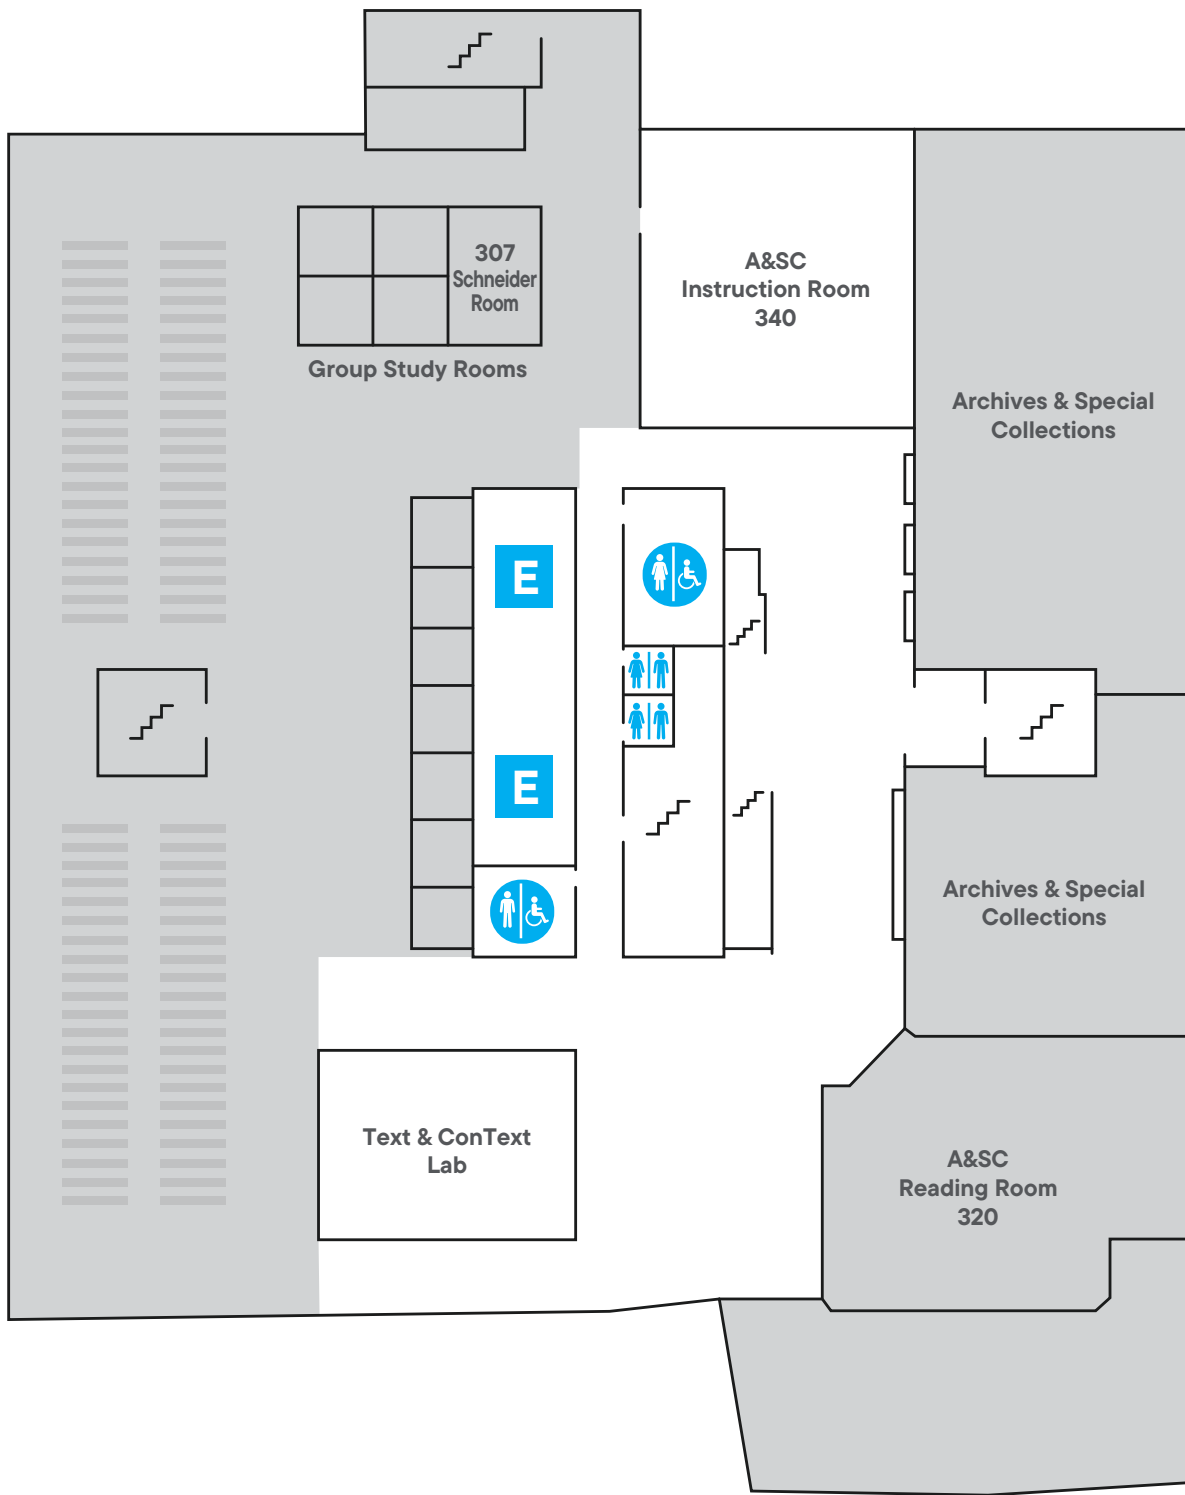 307
Schneider
Room
Group Study Rooms
A&SC
Instruction Room
340
Archives & Special
Collections
E
E
Archives & Special
Collections
Text & ConText
Lab
A&SC
Reading Room
320